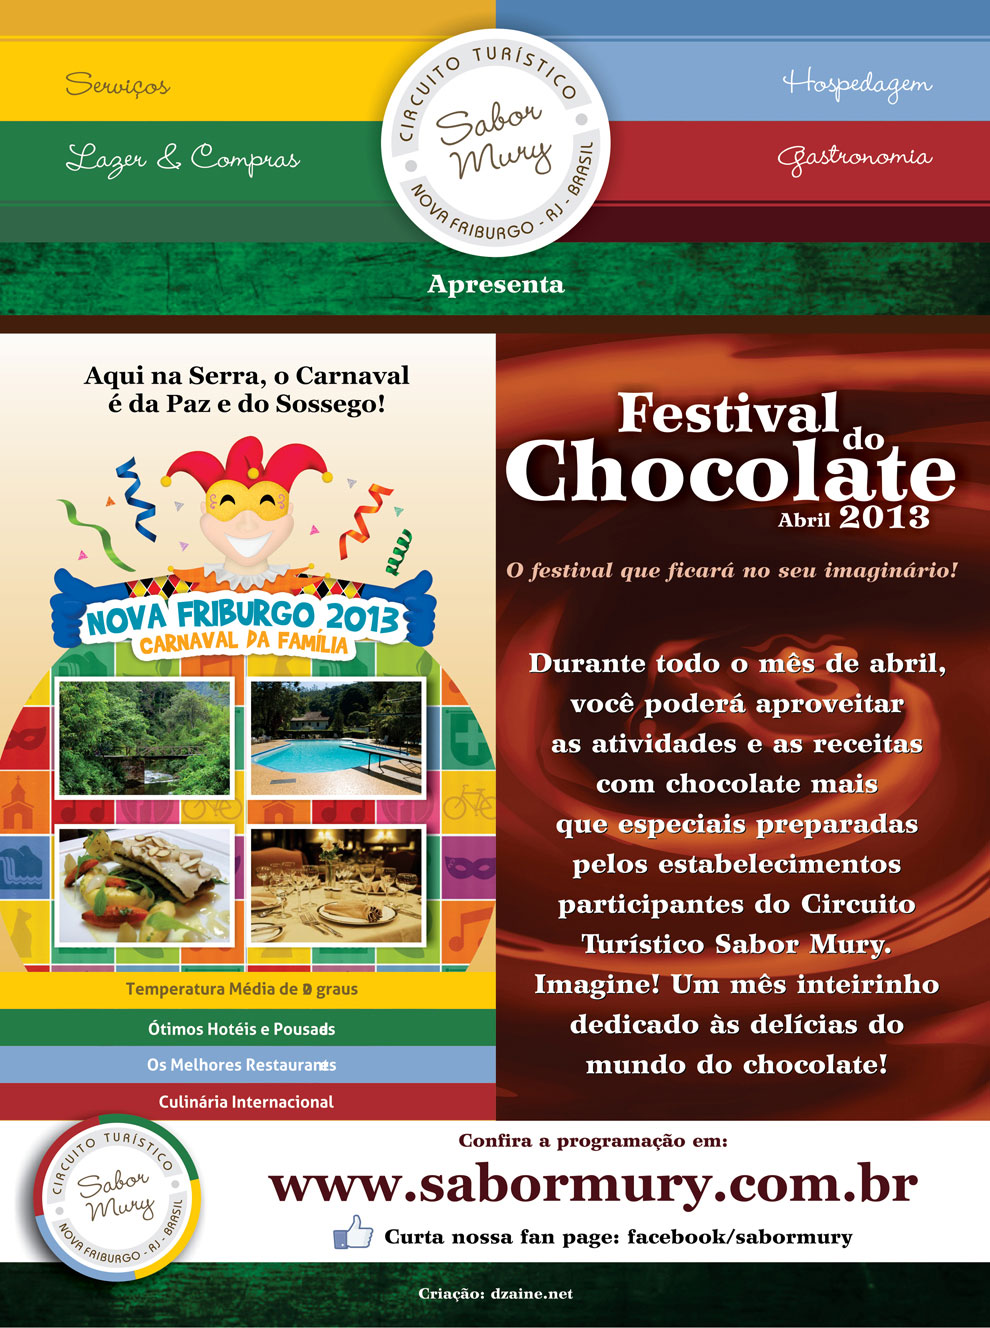 Serviços
Lazer & Compras
CIRCUITO TURÍSTICO
Sabor
Mury
NOVA FRIBURGO - RJ - BRASIL
Hospedagem
Gastronomia
Apresenta
Aqui na Serra, o Carnaval
é da Paz e do Sossego!
NOVA FRIBURGO 2013
CARNAVAL DA FAMÍLIA
Temperatura Média de graus
Ótimos Hotéis e Pousadas
Os Melhores Restaurantes
Culinária Internacional
Festival
do
Chocolate
Abril 2013
O festival que ficará no seu imaginário!
Durante todo o mês de abril,
você poderá aproveitar
as atividades e as receitas
com chocolate mais
que especiais preparadas
pelos estabelecimentos
participantes do Circuito
Turístico Sabor Mury.
Imagine! Um mês inteirinho
dedicado às delícias do
mundo do chocolate!
CIRCUITO TURÍSTICO
Sabor
Mury
NOVA FRIBURGO - RJ - BRASIL
Confira a programação em:
www.sabormury.com.br
Curta nossa fan page: facebook/sabormury
Criação: dzaine.net